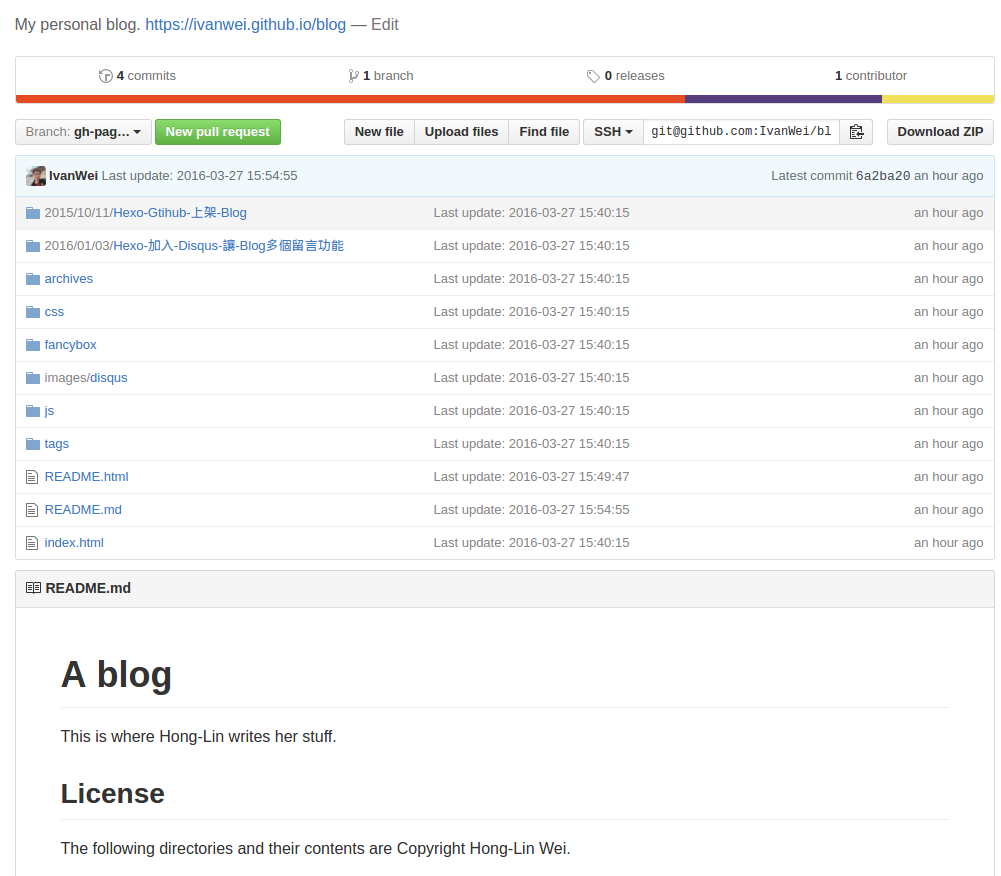 My personal blog. https://ivanwei.github.io/blog — Edit
4 commits 1 branch 0 releases 1 contributor
Branch: gh-pag… New pull request New file Upload files Find file SSH git@github.com:IvanWei/bl Download ZIP
IvanWei Last update: 2016-03-27 15:54:55 Latest commit 6a2ba20 an hour ago
2015/10/11/Hexo-Gtihub-上架-Blog Last update: 2016-03-27 15:40:15 an hour ago
2016/01/03/Hexo-加入-Disqus-讓-Blog多個留言功能 Last update: 2016-03-27 15:40:15 an hour ago
archives Last update: 2016-03-27 15:40:15 an hour ago
css Last update: 2016-03-27 15:40:15 an hour ago
fancybox Last update: 2016-03-27 15:40:15 an hour ago
images/disqus Last update: 2016-03-27 15:40:15 an hour ago
js Last update: 2016-03-27 15:40:15 an hour ago
tags Last update: 2016-03-27 15:40:15 an hour ago
README.html Last update: 2016-03-27 15:49:47 an hour ago
README.md Last update: 2016-03-27 15:54:55 an hour ago
index.html Last update: 2016-03-27 15:40:15 an hour ago
README.md
A blog
This is where Hong-Lin writes her stuff.
License
The following directories and their contents are Copyright Hong-Lin Wei.